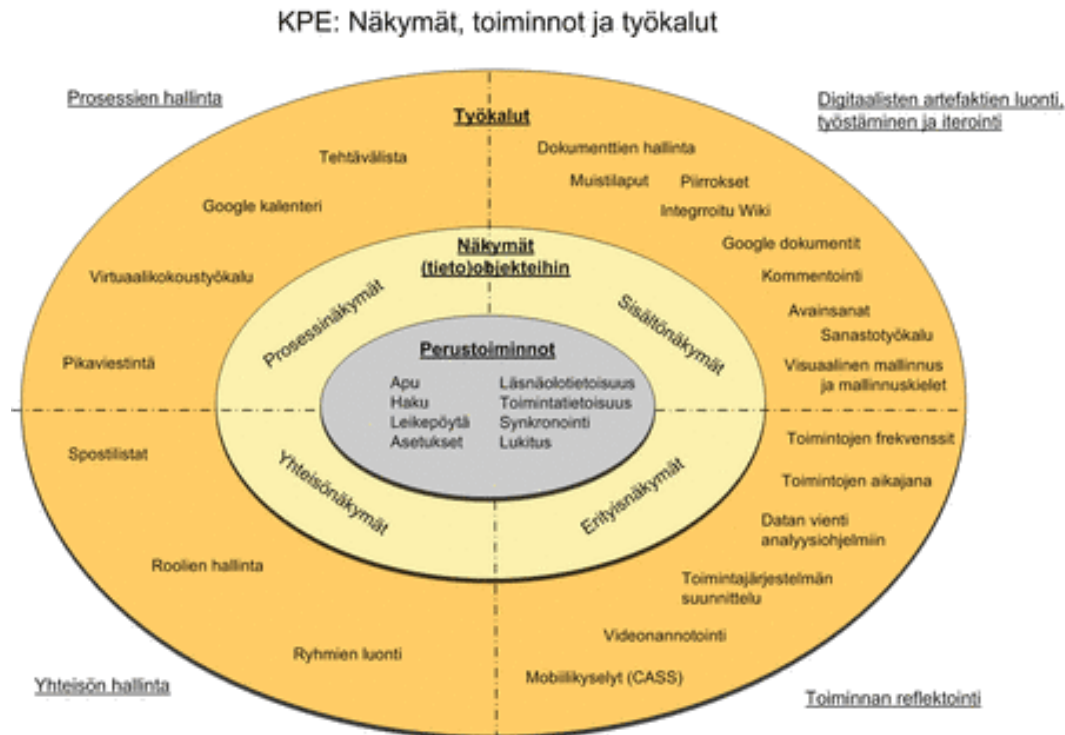 KPE: Näkymät, toiminnot ja työkalut
Prosessien hallinta
Digitaalisten artefaktien luonti,
työstäminen ja iterointi
Työkalut
Tehtävälista
Google kalenteri
Virtuaalikokoustyökalu
Pikaviestintä
Dokumenttien hallinta
Muistilaput
Piirrokset
Integrroitu Wiki
Google dokumentit
Kommentointi
Avainsanat
Sanastotyökalu
Visuaalinen mallinnus
ja mallinnuskielet
Näkymät
(tieto)objekteihin
Prosessinäkymät
Sisältönäkymät
Perustoiminnot
Apu
Haku
Leikepöytä
Asetukset
Läsnäolotietoisuus
Toimintatietoisuus
Synkronointi
Lukitus
Yhteisönäkymät
Erityisnäkymät
Spostilistat
Roolien hallinta
Ryhmien luonti
Toimintojen frekvenssit
Toimintojen aikajana
Datan vienti
analyysiohjelmiin
Toimintajärjestelmän
suunnittelu
Videonannotointi
Mobiilikyselyt (CASS)
Yhteisön hallinta
Toiminnan reflektointi